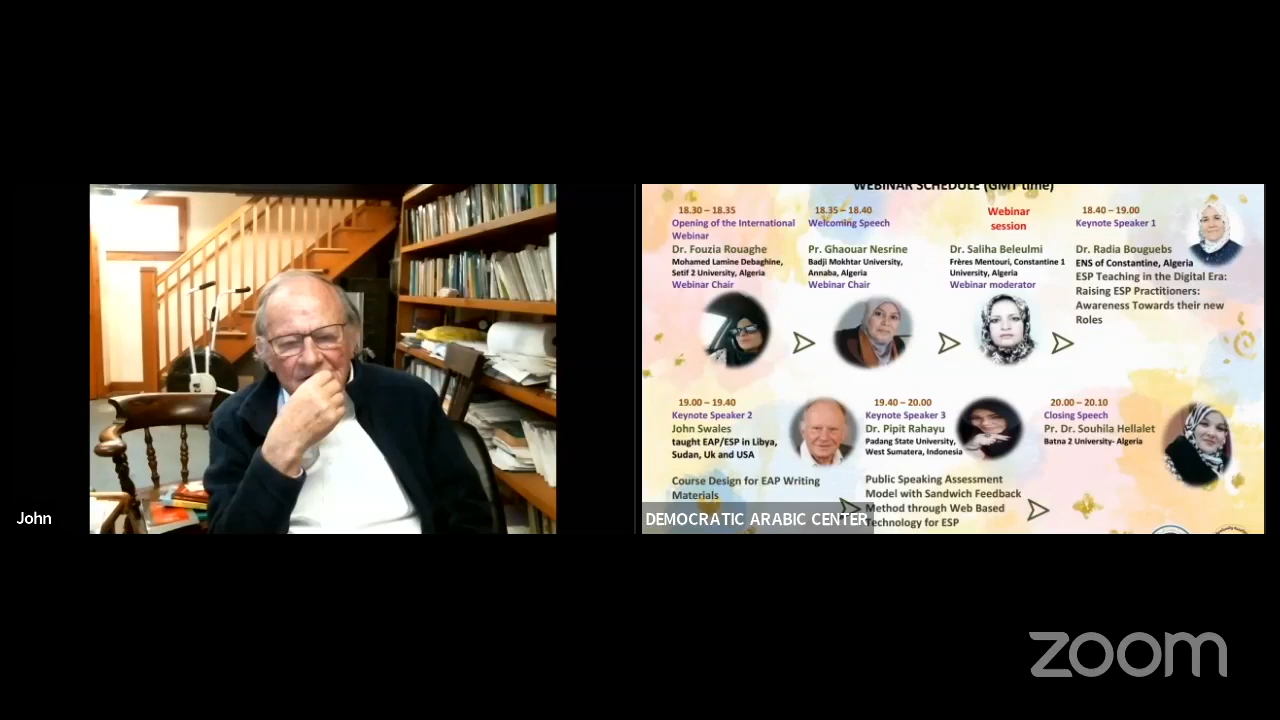 WEBINAR SCHEDULE (GMT time)
18.30 – 18.35
Opening of the International
Webinar
Dr. Fouzia Rouaghe
Mohamed Lamine Debaghine,
Setif 2 University, Algeria
Webinar Chair
18.35 – 18.40
Welcoming Speech
Pr. Ghaouar Nesrine
Badji Mokhtar University,
Annaba, Algeria
Webinar Chair
Webinar
session
Dr. Saliha Beleulmi
Frères Mentouri, Constantine 1
University, Algeria
Webinar moderator
18.40 – 19.00
Keynote Speaker 1
Dr. Radia Bouguebs
ENS of Constantine, Algeria
ESP Teaching in the Digital Era:
Raising ESP Practitioners:
Awareness Towards their new
Roles
19.00 – 19.40
Keynote Speaker 2
John Swales
taught EAP/ESP in Libya,
Sudan, Uk and USA
Course Design for EAP Writing
Materials
19.40 – 20.00
Keynote Speaker 3
Dr. Pipit Rahayu
Padang State University,
West Sumatera, Indonesia
Public Speaking Assessment
Model with Sandwich Feedback
Method through Web Based
Technology for ESP
20.00 – 20.10
Closing Speech
Pr. Dr. Souhila Hellalet
Batna 2 University- Algeria
John
DEMOCRATIC ARABIC CENTER
zoom